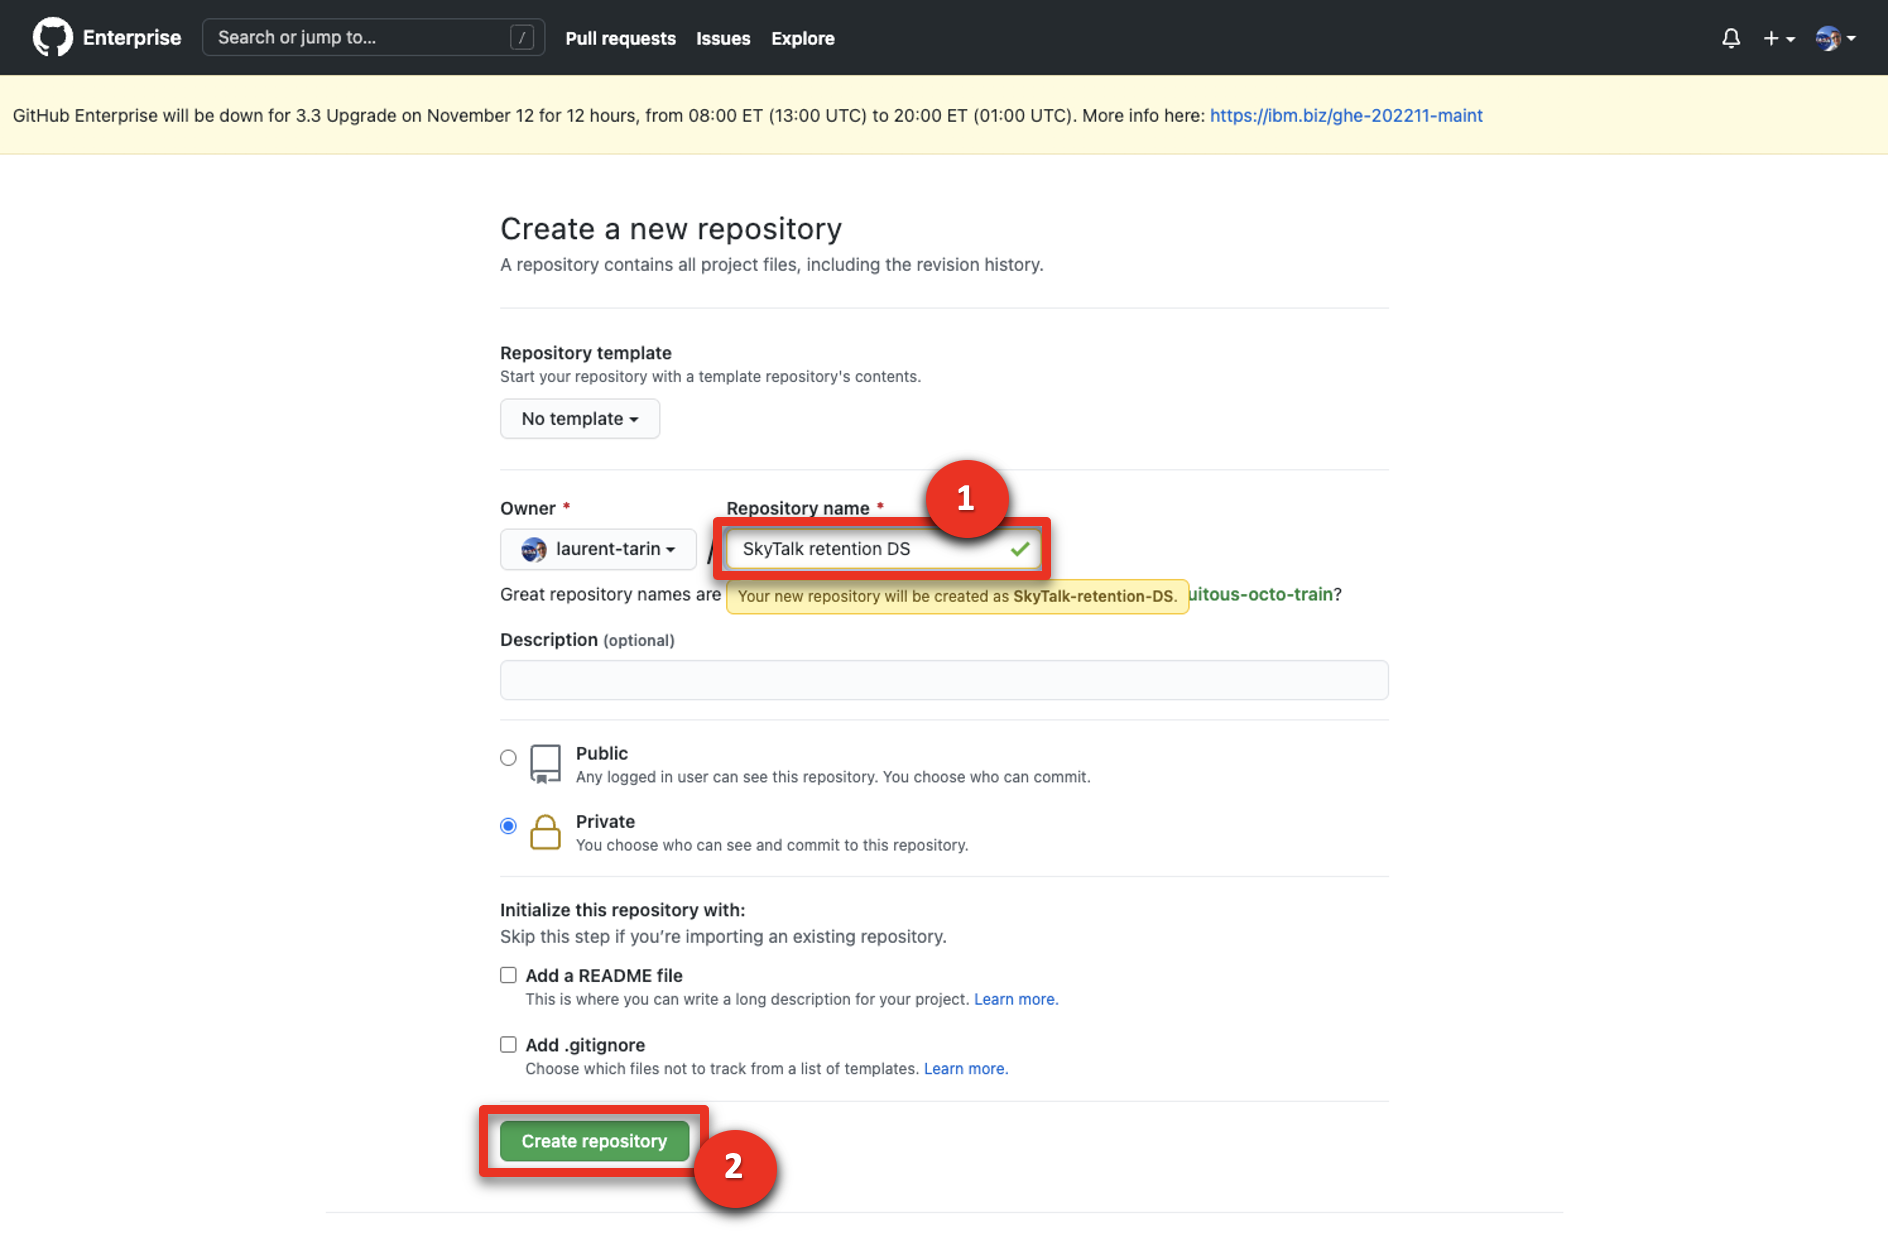 Enterprise Search or jump to... / Pull requests Issues Explore
GitHub Enterprise will be down for 3.3 Upgrade on November 12 for 12 hours, from 08:00 ET (13:00 UTC) to 20:00 ET (01:00 UTC). More info here: https://ibm.biz/ghe-202211-maint
Create a new repository
A repository contains all project files, including the revision history.
Repository template
Start your repository with a template repository's contents.
No template
1
Owner * Repository name *
laurent-tarin / SkyTalk retention DS
Great repository names are Your new repository will be created as SkyTalk-retention-DS. uitous-octo-train?
Description (optional)
Public
Any logged in user can see this repository. You choose who can commit.
Private
You choose who can see and commit to this repository.
Initialize this repository with:
Skip this step if you’re importing an existing repository.
Add a README file
This is where you can write a long description for your project. Learn more.
Add .gitignore
Choose which files not to track from a list of templates. Learn more.
Create repository
2